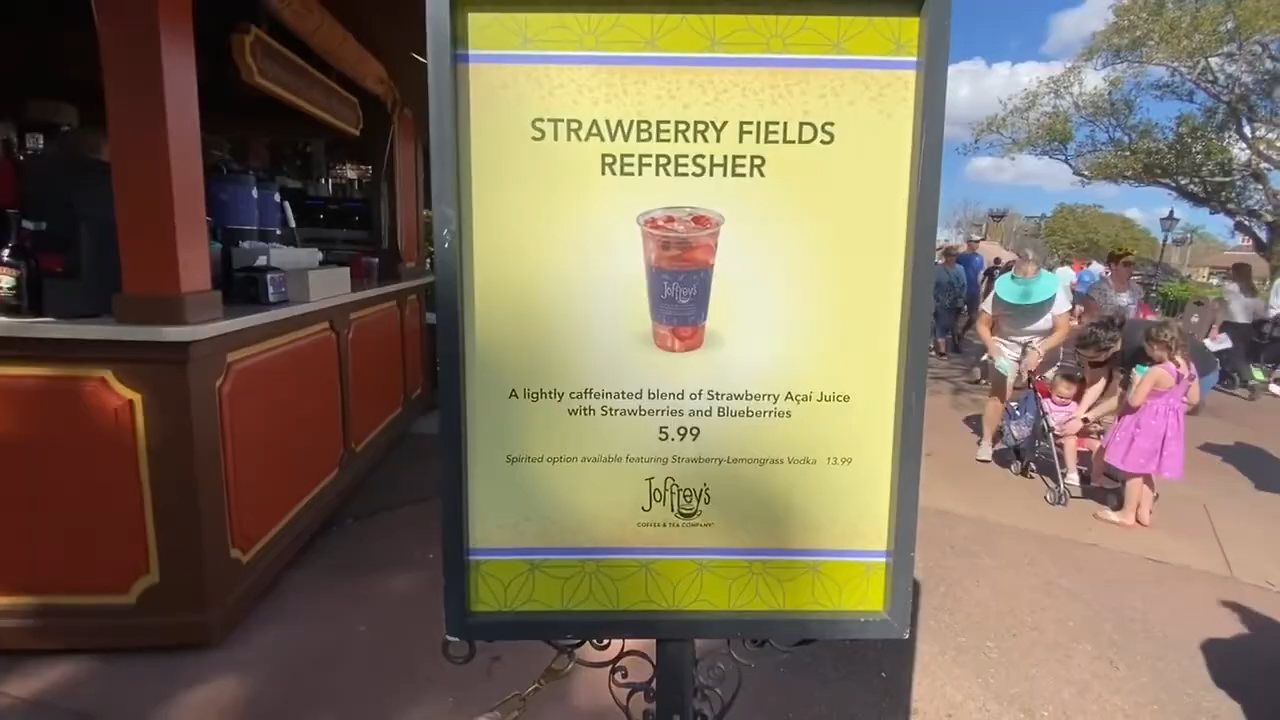 STRAWBERRY FIELDS
REFRESHER
Joffrey's
A lightly caffeinated blend of Strawberry Açaí Juice
with Strawberries and Blueberries
5.99
Spirited option available featuring Strawberry-Lemongrass Vodka 13.99
Joffrey's
COFFEE & TEA COMPANY